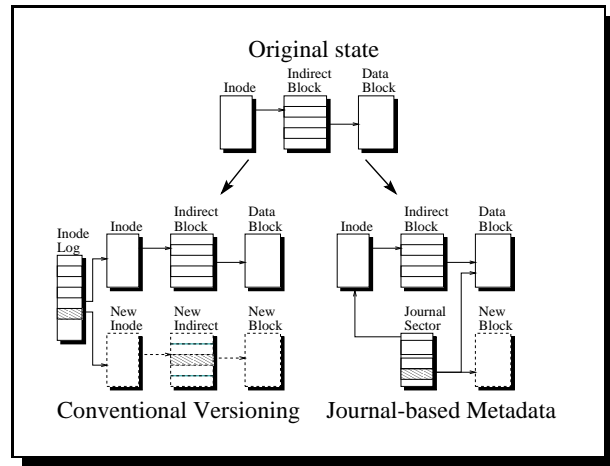 Original state
Inode
Indirect
Block
Data
Block
Inode
Log
Inode
Indirect
Block
Data
Block
New
Inode
New
Indirect
New
Block
Conventional Versioning
Inode
Indirect
Block
Data
Block
Journal
Sector
New
Block
Journal-based Metadata